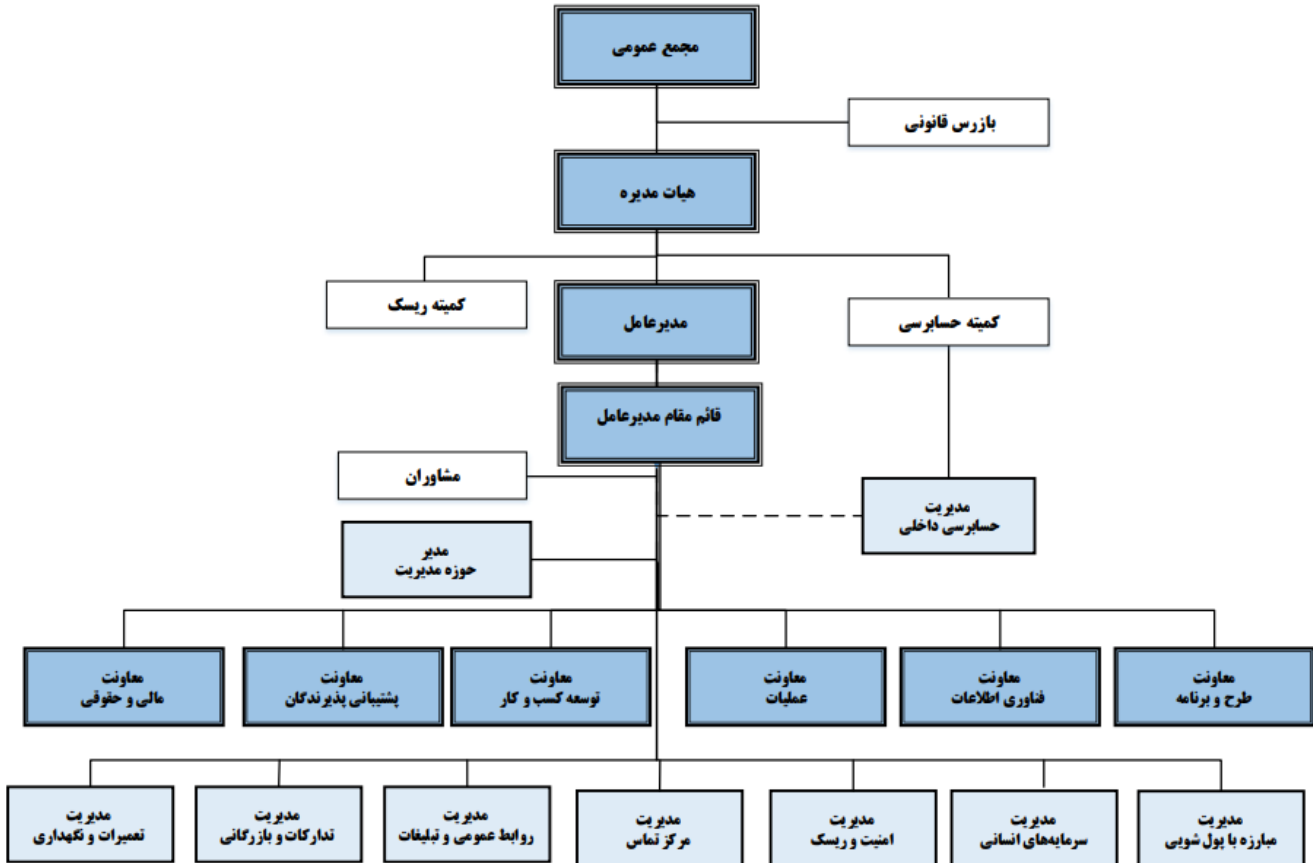 مجمع عمومی
بازرس قانونی
هیات مدیره
کمیته ریسک
مدیرعامل
کمیته حسابرسی
قائم مقام مدیرعامل
مشاوران
مدیریت
حسابرسی داخلی
مدیر
حوزه مدیریت
معاونت
طرح و برنامه
معاونت
فناوری اطلاعات
معاونت
عملیات
معاونت
توسعه کسب و کار
معاونت
پشتیبانی پذیرندگان
معاونت
مالی و حقوقی
مدیریت
مبارزه با پول شویی
مدیریت
سرمایه‌های انسانی
مدیریت
امنیت و ریسک
مدیریت
مرکز تماس
مدیریت
روابط عمومی و تبلیغات
مدیریت
تدارکات و بازرگانی
مدیریت
تعمیرات و نگهداری